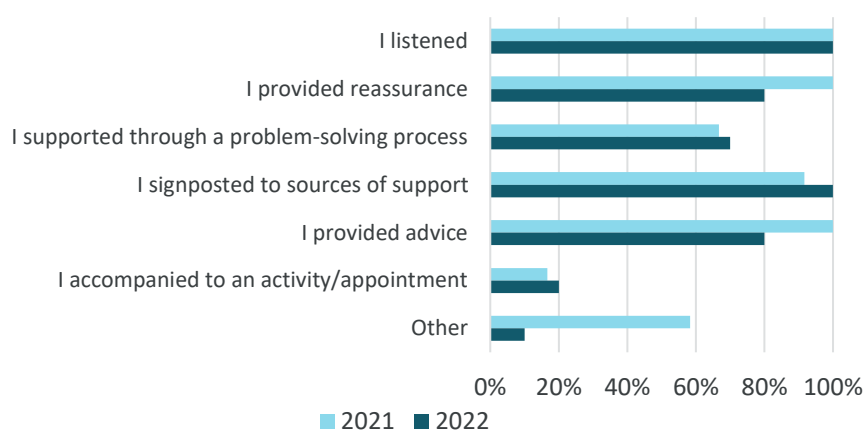 I listened
I provided reassurance
I supported through a problem-solving process
I signposted to sources of support
I provided advice
I accompanied to an activity/appointment
Other
0% 20% 40% 60% 80% 100%
2021 2022